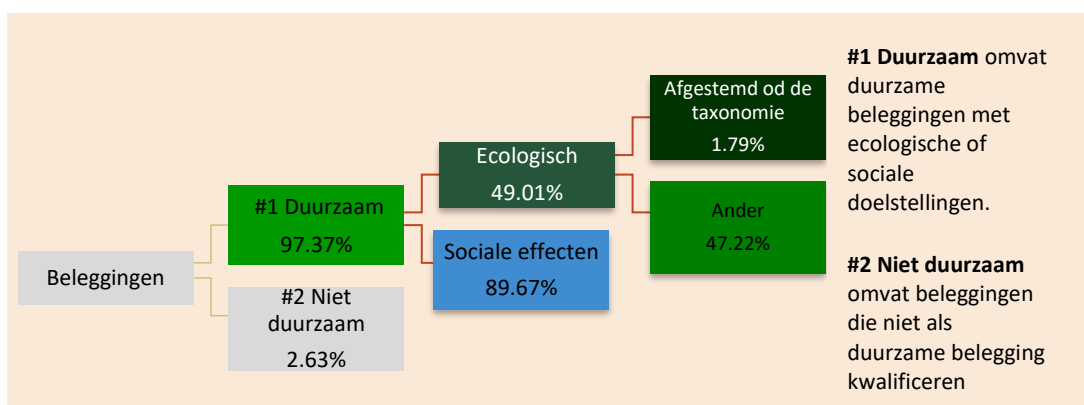 Beleggingen
#1 Duurzaam
97.37%
#2 Niet
duurzaam
2.63%
Ecologisch
49.01%
Sociale effecten
89.67%
Afgestemd od de
taxonomie
1.79%
Ander
47.22%
#1 Duurzaam omvat
duurzame
beleggingen met
ecologische of
sociale
doelstellingen.
#2 Niet duurzaam
omvat beleggingen
die niet als
duurzame belegging
kwalificeren